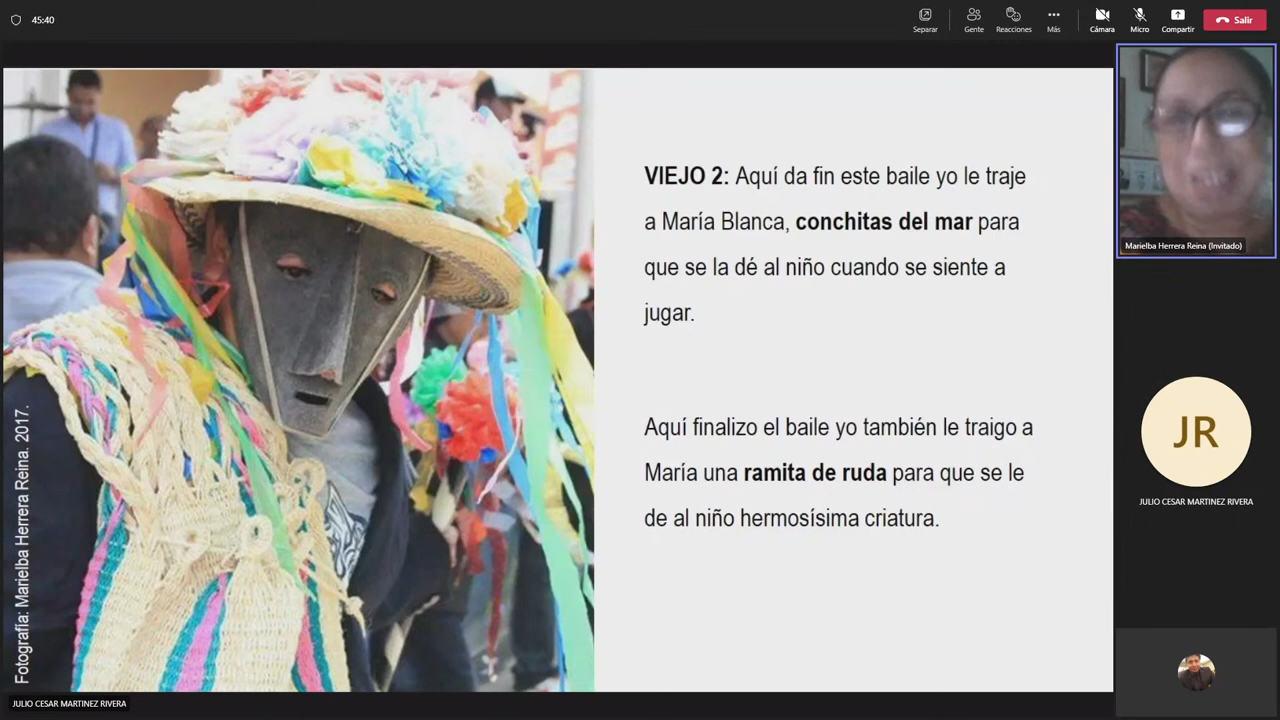 45:40
Separar
Gente
Reacciones
Más
Cámara
Micro
Compartir
Salir
VIEJO 2: Aquí da fin este baile yo le traje
a María Blanca, conchitas del mar para
que se la dé al niño cuando se siente a
jugar.
Aquí finalizo el baile yo también le traigo a
María una ramita de ruda para que se le
de al niño hermosísima criatura.
Fotografía: Marielba Herrera Reina. 2017.
JULIO CESAR MARTINEZ RIVERA
Marielba Herrera Reina (Invitado)
JR
JULIO CESAR MARTINEZ RIVERA